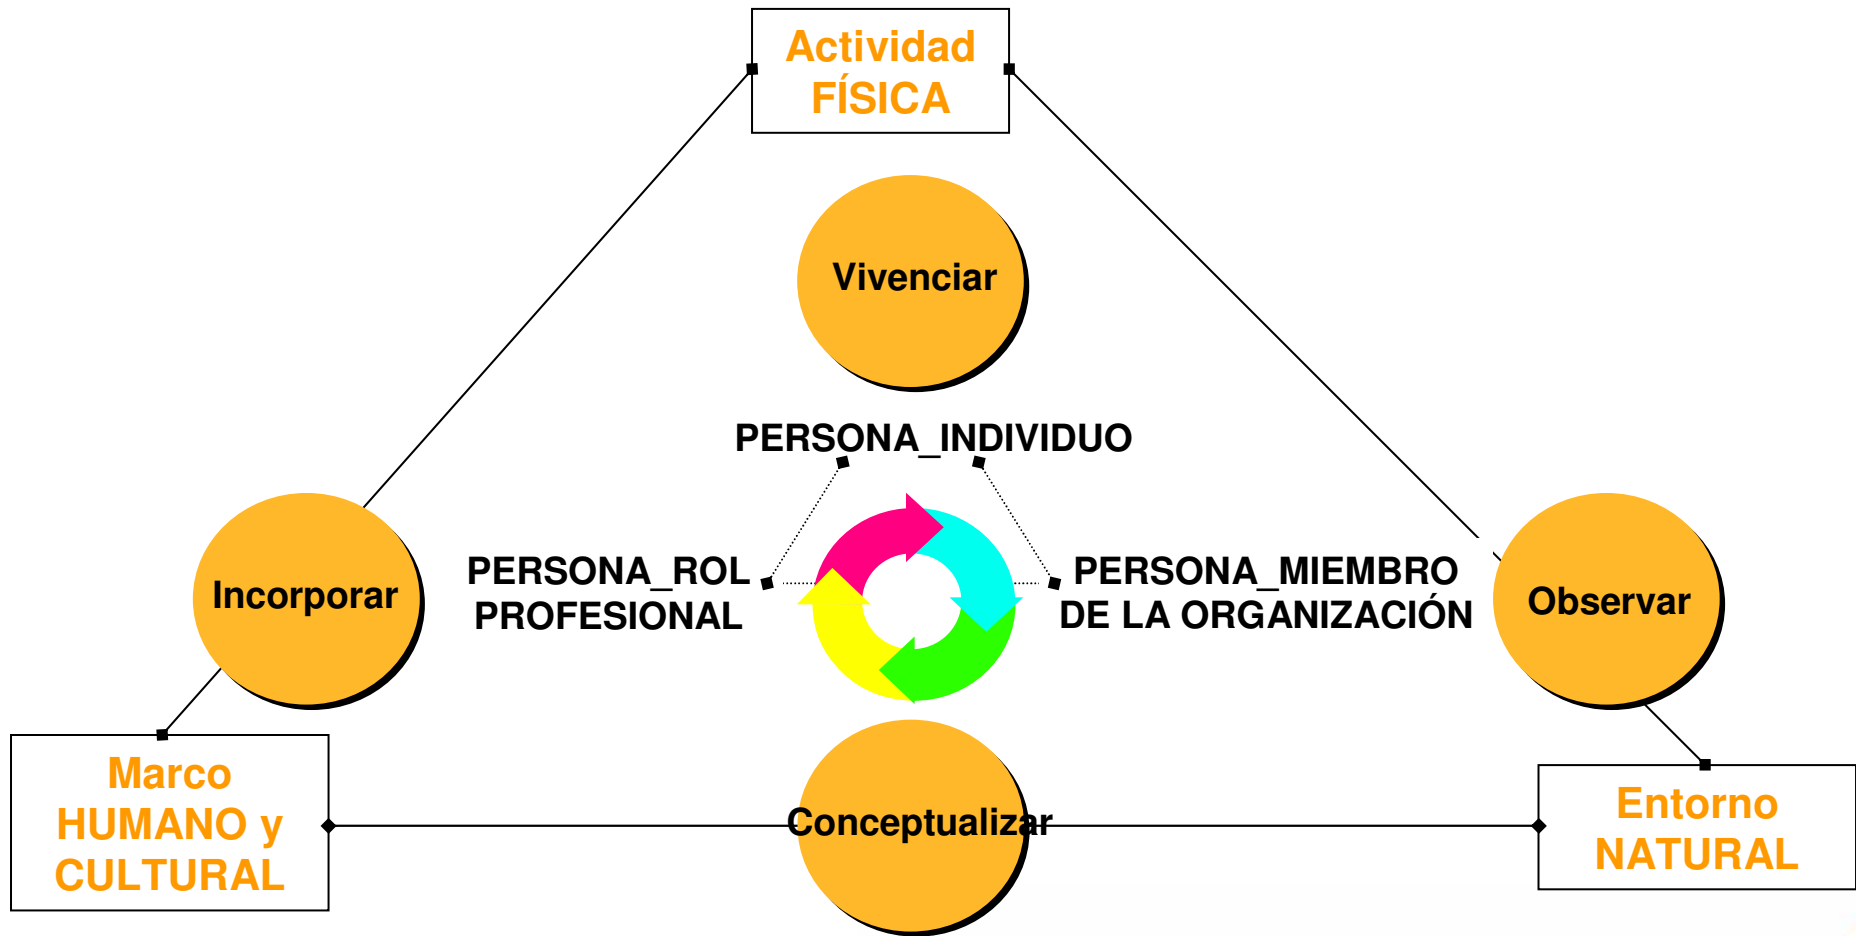 Actividad
FÍSICA
Vivenciar
PERSONA_INDIVIDUO
Incorporar
PERSONA_ROL
PROFESIONAL
PERSONA_MIEMBRO
DE LA ORGANIZACIÓN
Observar
Marco
HUMANO y
CULTURAL
Conceptualizar
Entorno
NATURAL